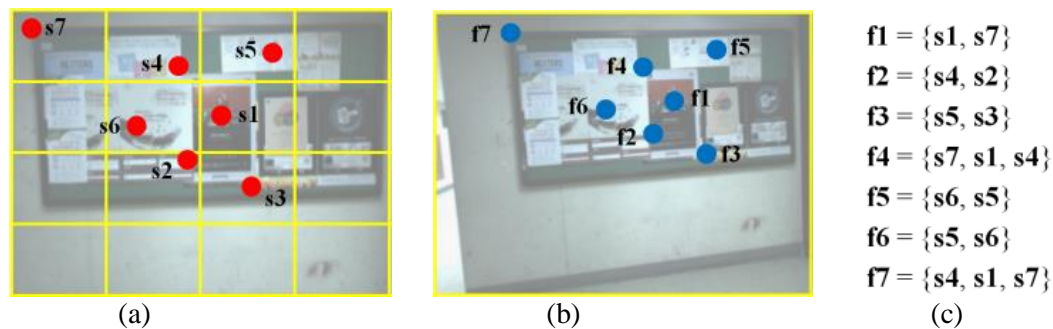 s7
s5
s4
s1
s6
s2
s3
(a)
f7
f5
f4
f1
f6
f2
f3
(b)
f1 = {s1, s7}
f2 = {s4, s2}
f3 = {s5, s3}
f4 = {s7, s1, s4}
f5 = {s6, s5}
f6 = {s5, s6}
f7 = {s4, s1, s7}
(c)